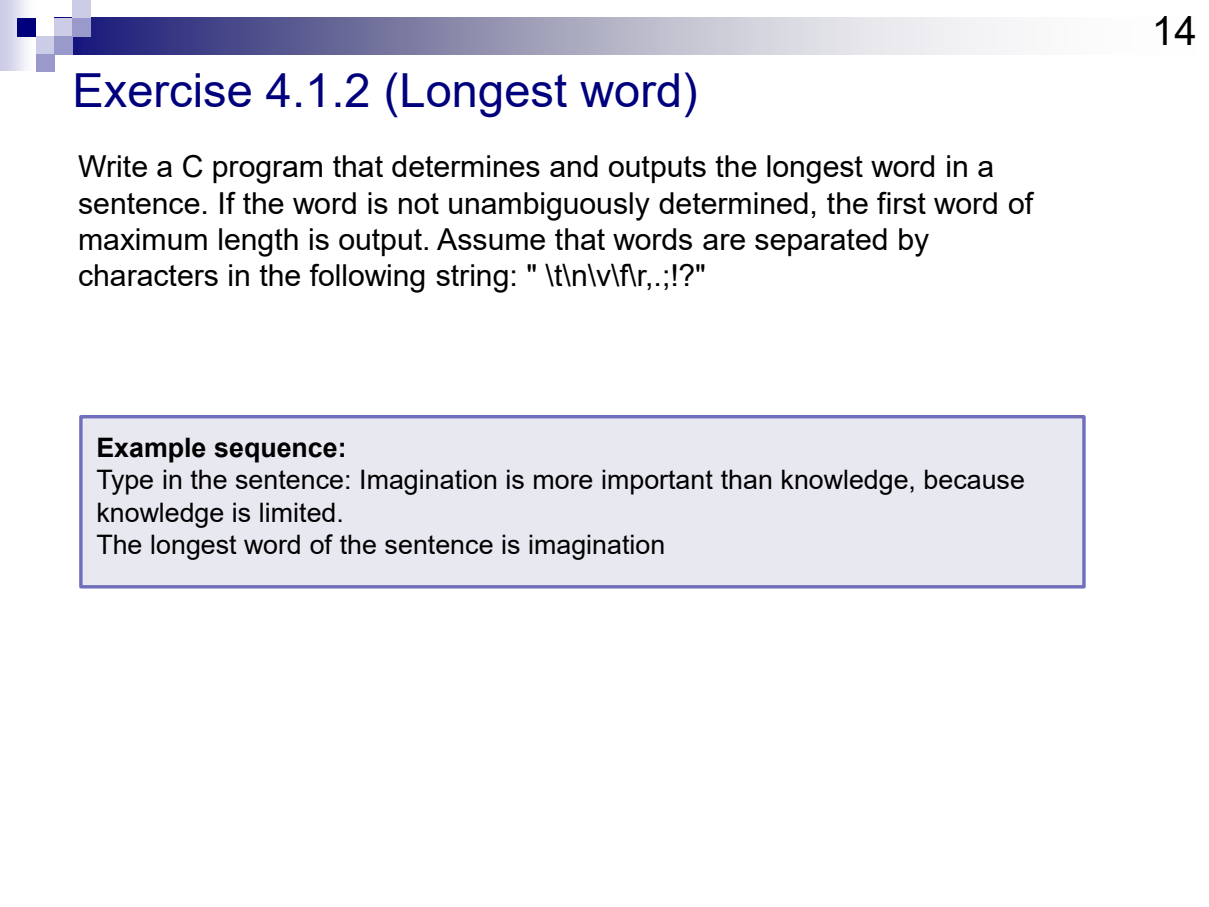 14
Exercise 4.1.2 (Longest word)
Write a C program that determines and outputs the longest word in a
sentence. If the word is not unambiguously determined, the first word of
maximum length is output. Assume that words are separated by
characters in the following string: " \t\n\v\f\r,.;!?"
Example sequence:
Type in the sentence: Imagination is more important than knowledge, because
knowledge is limited.
The longest word of the sentence is imagination